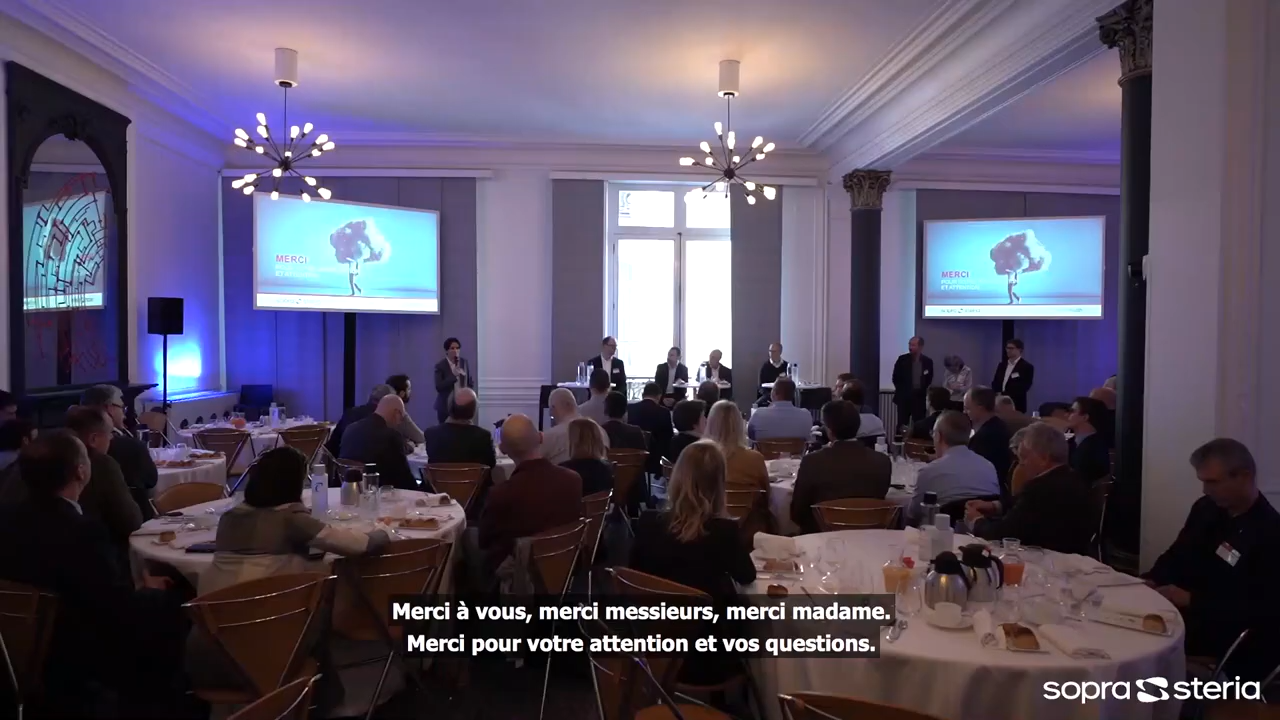 MERCI
MERCI
Merci à vous, merci messieurs, merci madame.
Merci pour votre attention et vos questions.
sopra steria